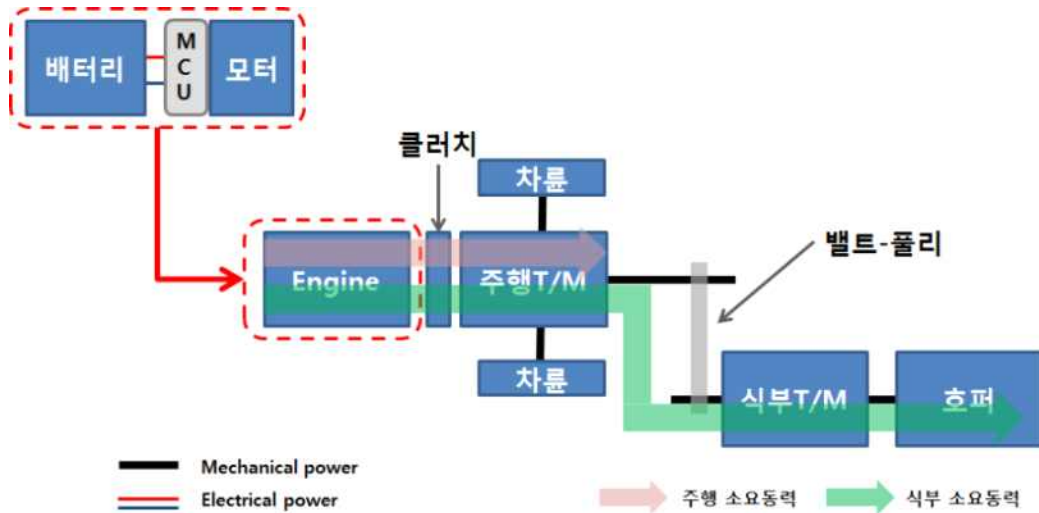 배터리
MCU
모터
클러치
차륜
밸트-풀리
Engine
주행T/M
차륜
식부T/M
호퍼
Mechanical power
Electrical power
주행 소요동력
식부 소요동력